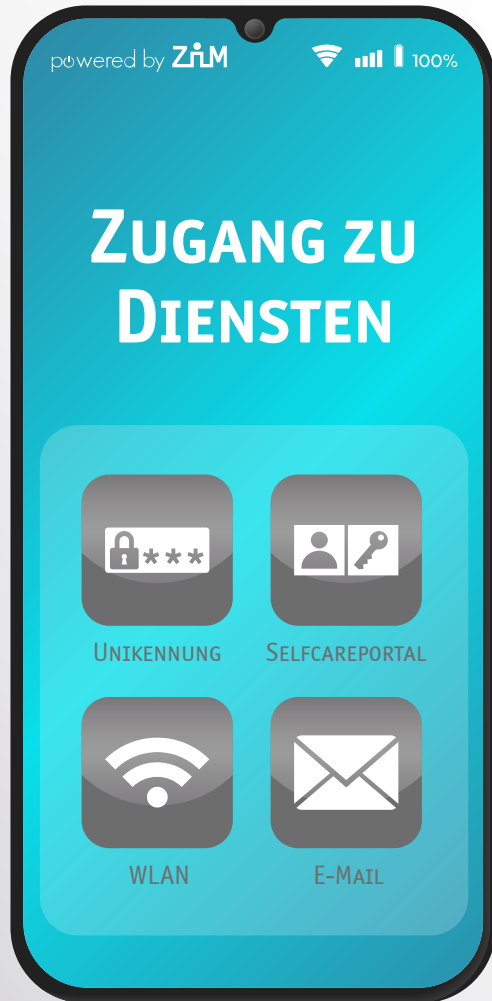 powered by ZIM 100%
ZUGANG ZU
DIENSTEN
***
UNIKENNUNG SELFCAREPORTAL
WLAN E-MAIL